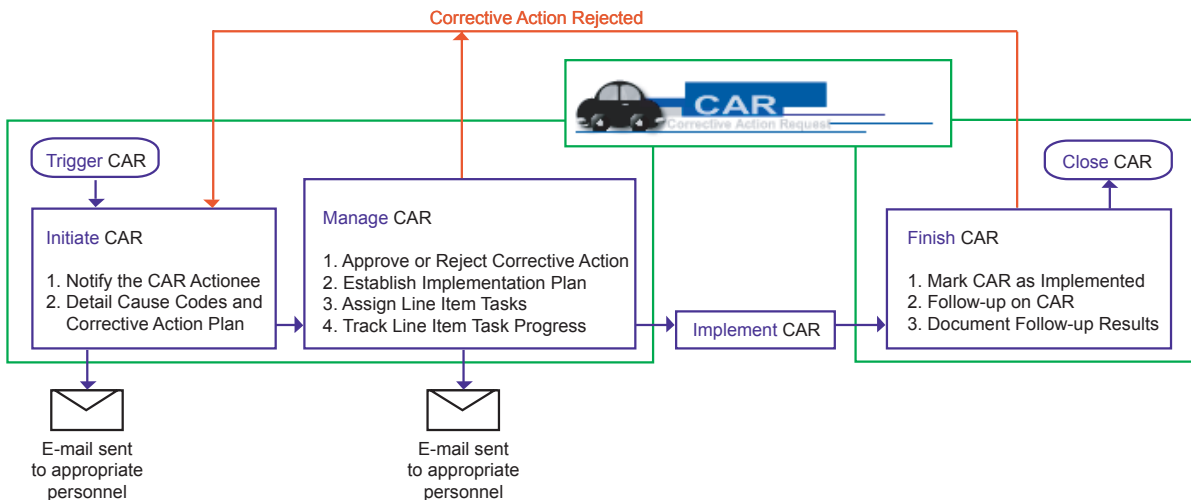 Corrective Action Rejected
CAR
Corrective Action Request
Trigger CAR
Close CAR
Initiate CAR
1. Notify the CAR Actionee
2. Detail Cause Codes and
Corrective Action Plan
Manage CAR
1. Approve or Reject Corrective Action
2. Establish Implementation Plan
3. Assign Line Item Tasks
4. Track Line Item Task Progress
Implement CAR
Finish CAR
1. Mark CAR as Implemented
2. Follow-up on CAR
3. Document Follow-up Results
E-mail sent
to appropriate
personnel
E-mail sent
to appropriate
personnel